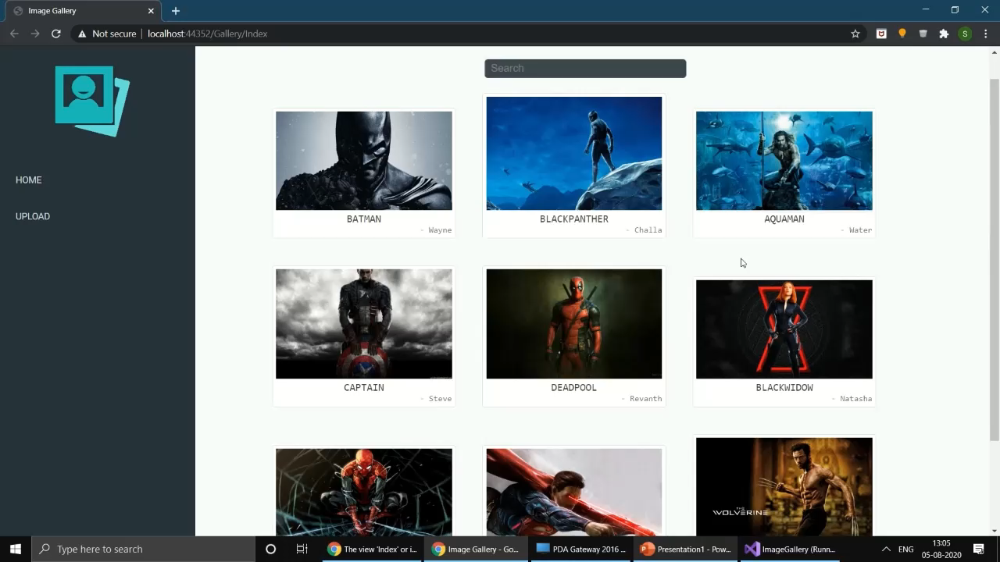 Image Gallery
Not secure
localhost:44352/Gallery/Index
S
Search
HOME
UPLOAD
BATMAN
- Wayne
BLACKPANTHER
- Challa
AQUAMAN
- Water
CAPTAIN
- Steve
DEADPOOL
- Revanth
BLACKWIDOW
- Natasha
THE
WOLVERINE
Type here to search
The view 'Index' or i...
Image Gallery - Go...
PDA Gateway 2016 ...
Presentation1 - Pow...
ImageGallery (Runn...
ENG
13:05
05-08-2020